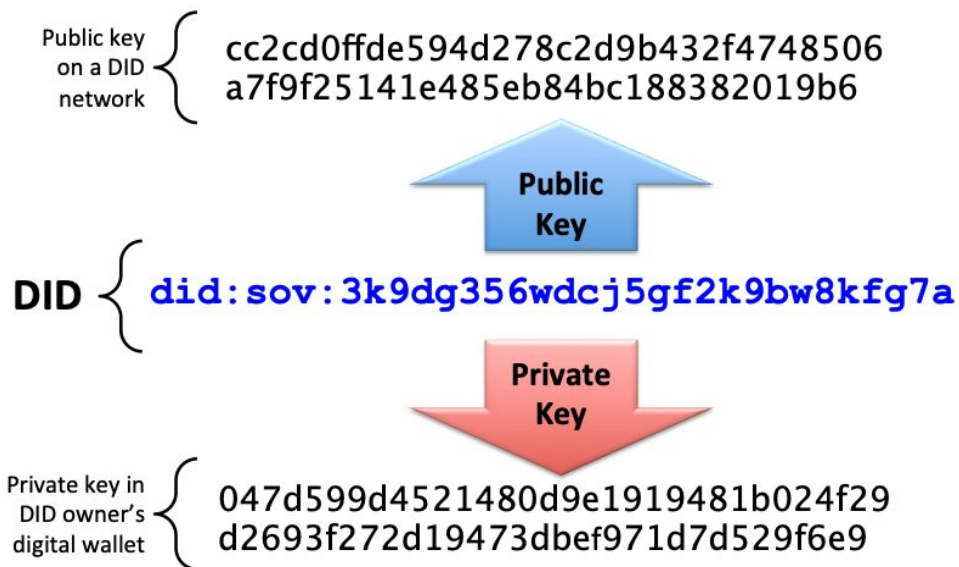 Public key
on a DID
network
cc2cd0ffde594d278c2d9b432f4748506
a7f9f25141e485eb84bc188382019b6
Public
Key
DID
did:sov:3k9dg356wdcj5gf2k9bw8kfg7a
Private
Key
Private key in
DID owner’s
digital wallet
047d599d4521480d9e1919481b024f29
d2693f272d19473dbef971d7d529f6e9